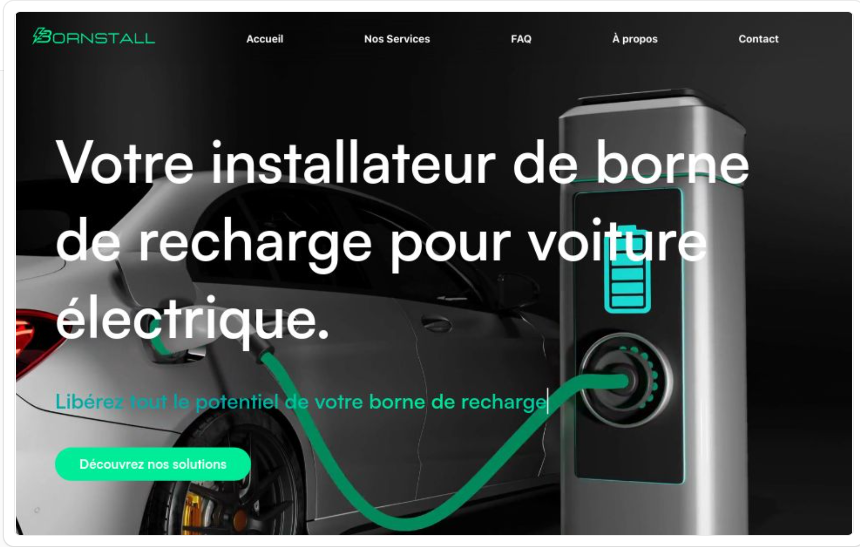 BORNSTALL
Accueil
Nos Services
FAQ
À propos
Contact
Votre installateur de borne
de recharge pour voiture
électrique.
Libérez tout le potentiel de votre borne de recharge
Découvrez nos solutions